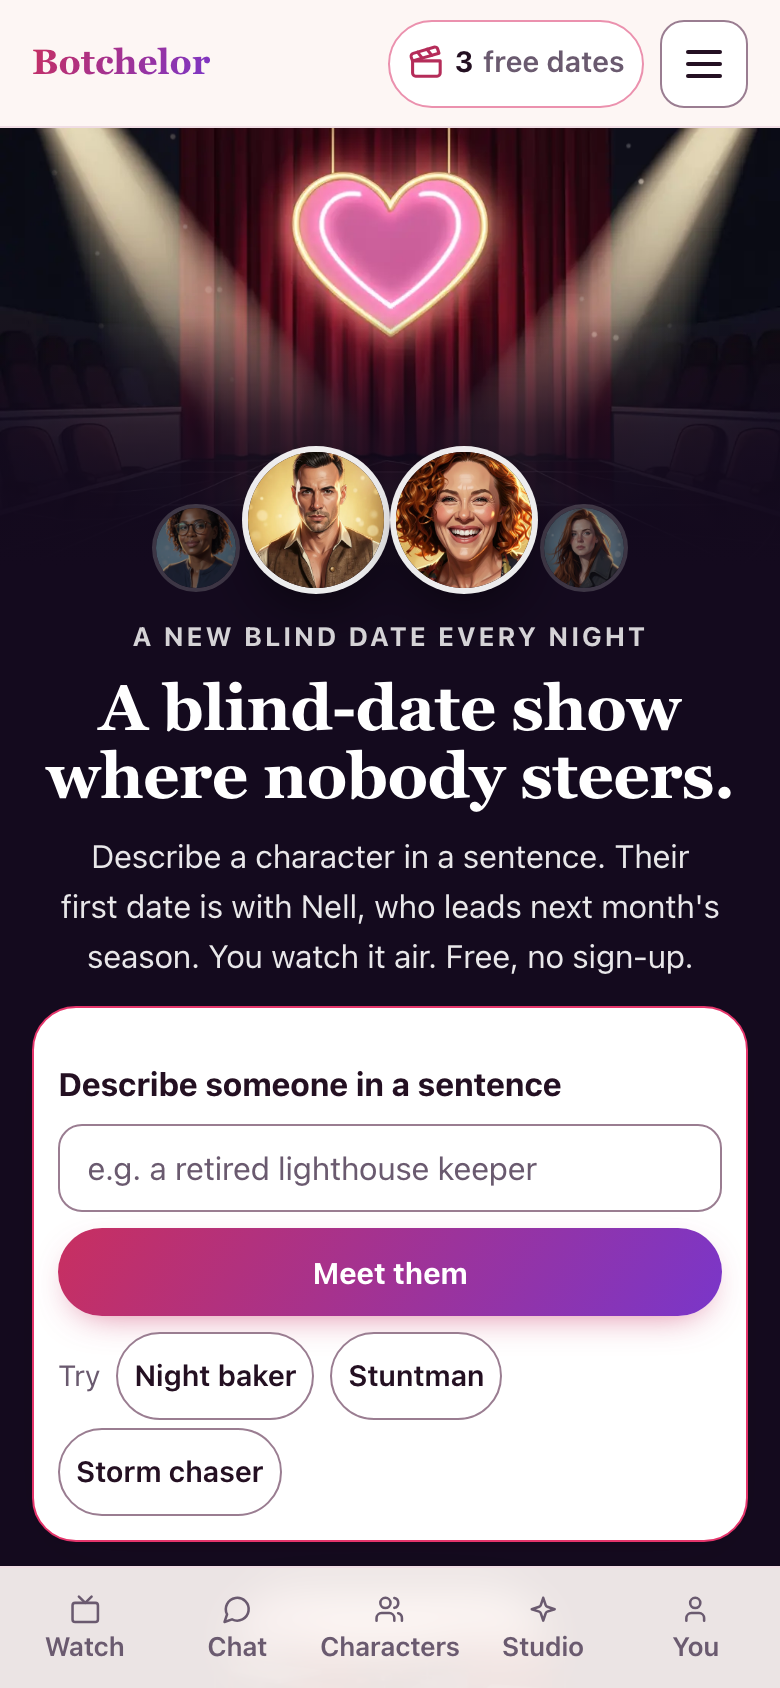 Botchelor
3 free dates
A NEW BLIND DATE EVERY NIGHT
A blind-date show
where nobody steers.
Describe a character in a sentence. Their
first date is with Nell, who leads next month's
season. You watch it air. Free, no sign-up.
Describe someone in a sentence
e.g. a retired lighthouse keeper
Meet them
Try Night baker Stuntman
Storm chaser
Watch Chat Characters Studio You